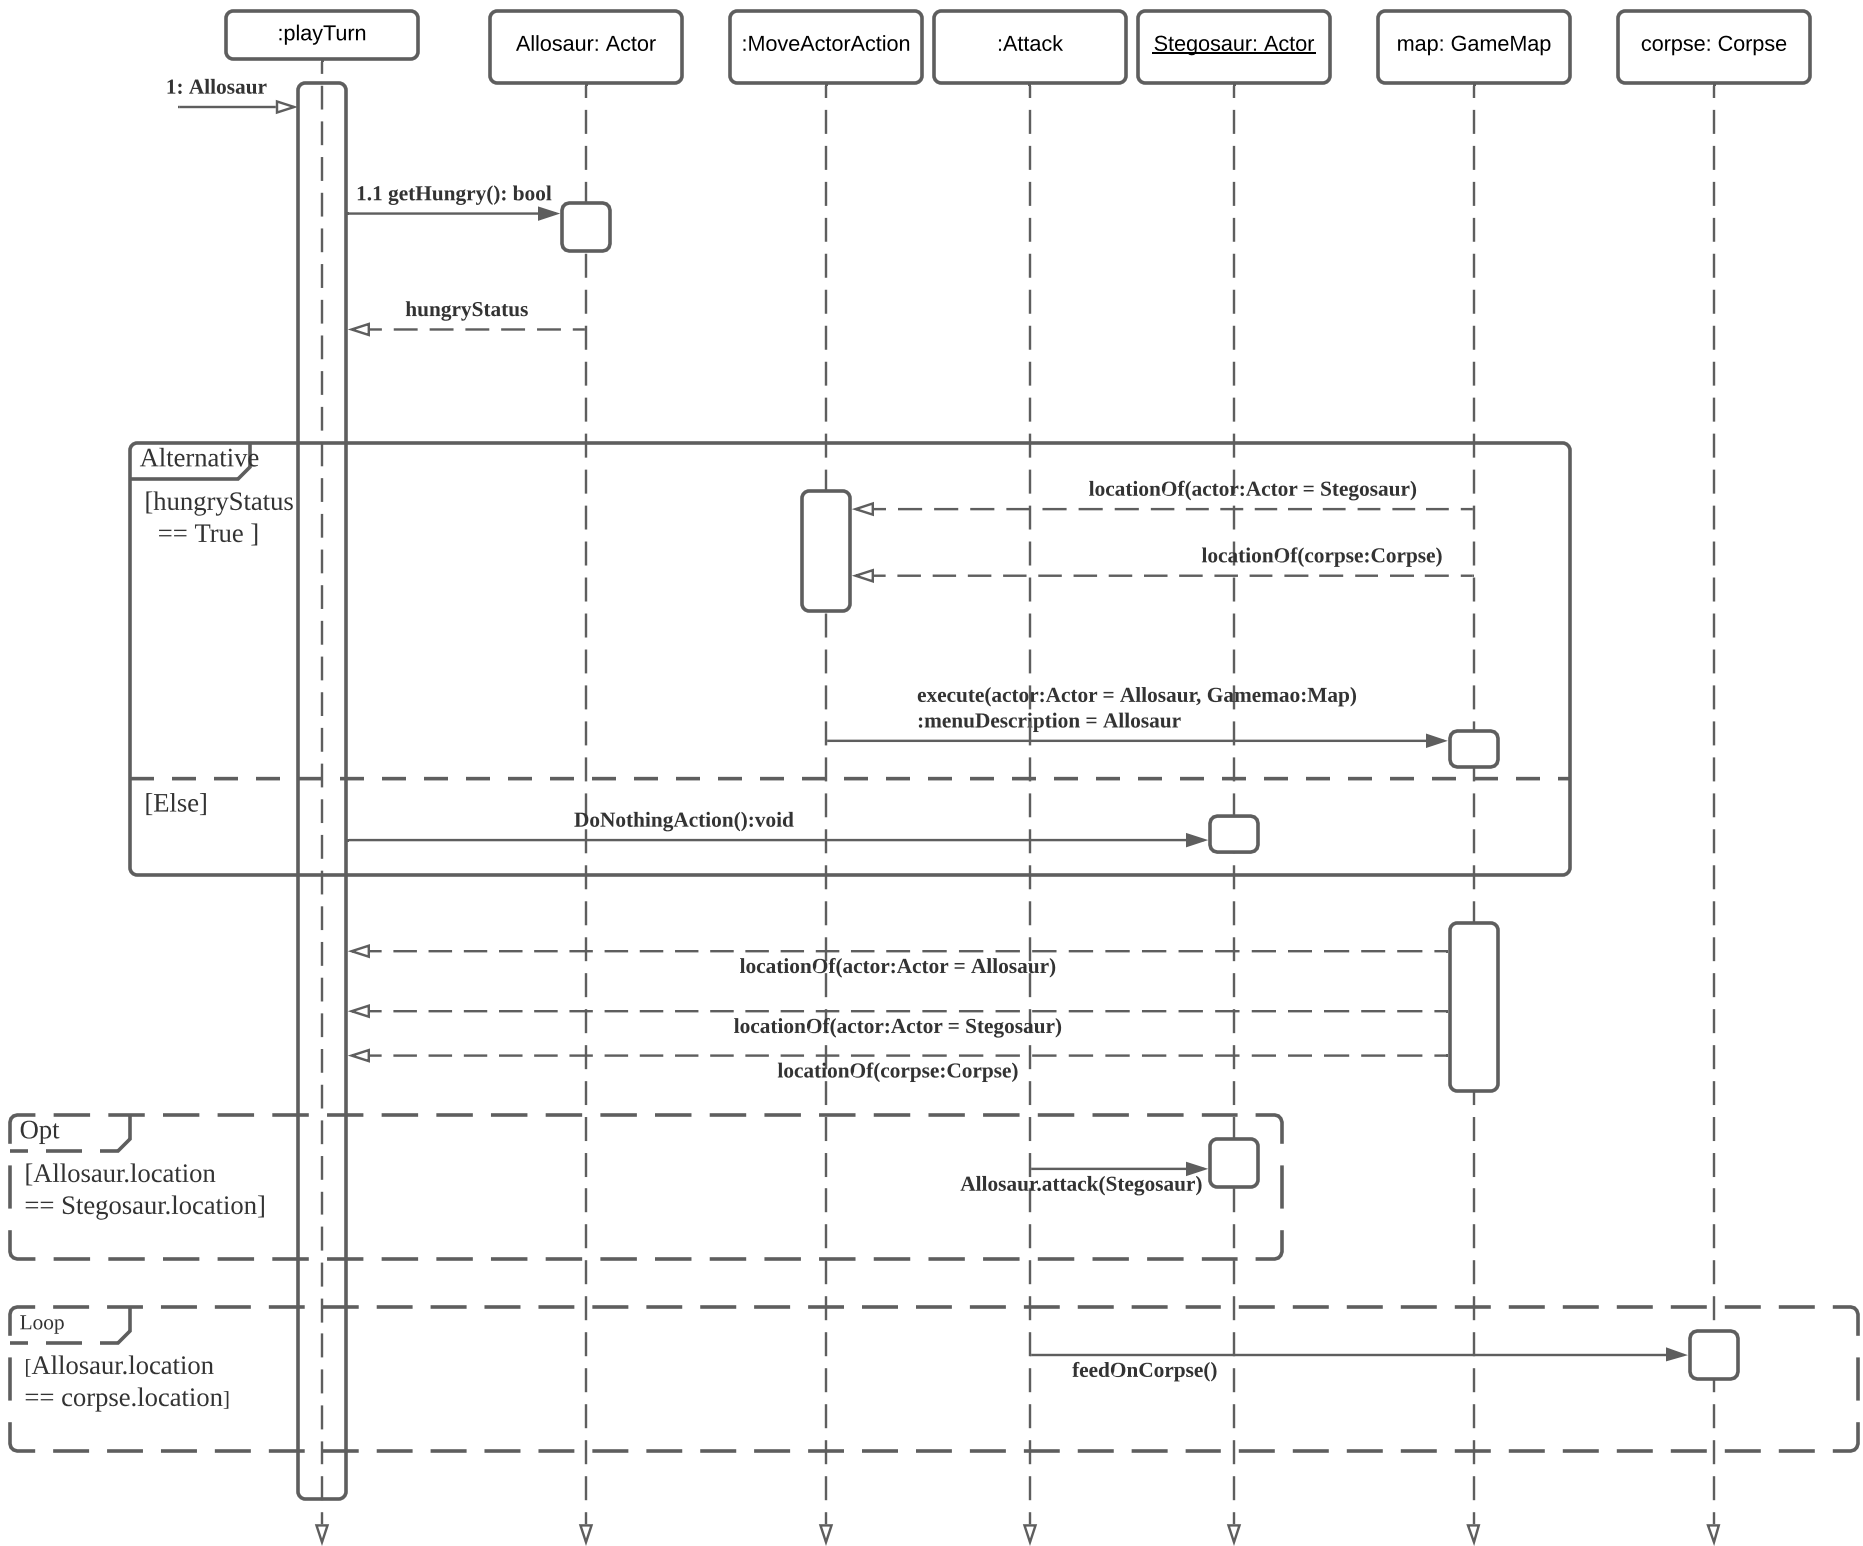 :playTurn
Allosaur: Actor
:MoveActorAction
:Attack
Stegosaur: Actor
map: GameMap
corpse: Corpse
1: Allosaur
1.1 getHungry(): bool
hungryStatus
Alternative
[hungryStatus
== True ]
locationOf(actor:Actor = Stegosaur)
locationOf(corpse:Corpse)
execute(actor:Actor = Allosaur, Gamemao:Map)
:menuDescription = Allosaur
[Else]
DoNothingAction():void
locationOf(actor:Actor = Allosaur)
locationOf(actor:Actor = Stegosaur)
locationOf(corpse:Corpse)
Opt
[Allosaur.location
== Stegosaur.location]
Allosaur.attack(Stegosaur)
Loop
[Allosaur.location
== corpse.location]
feedOnCorpse()